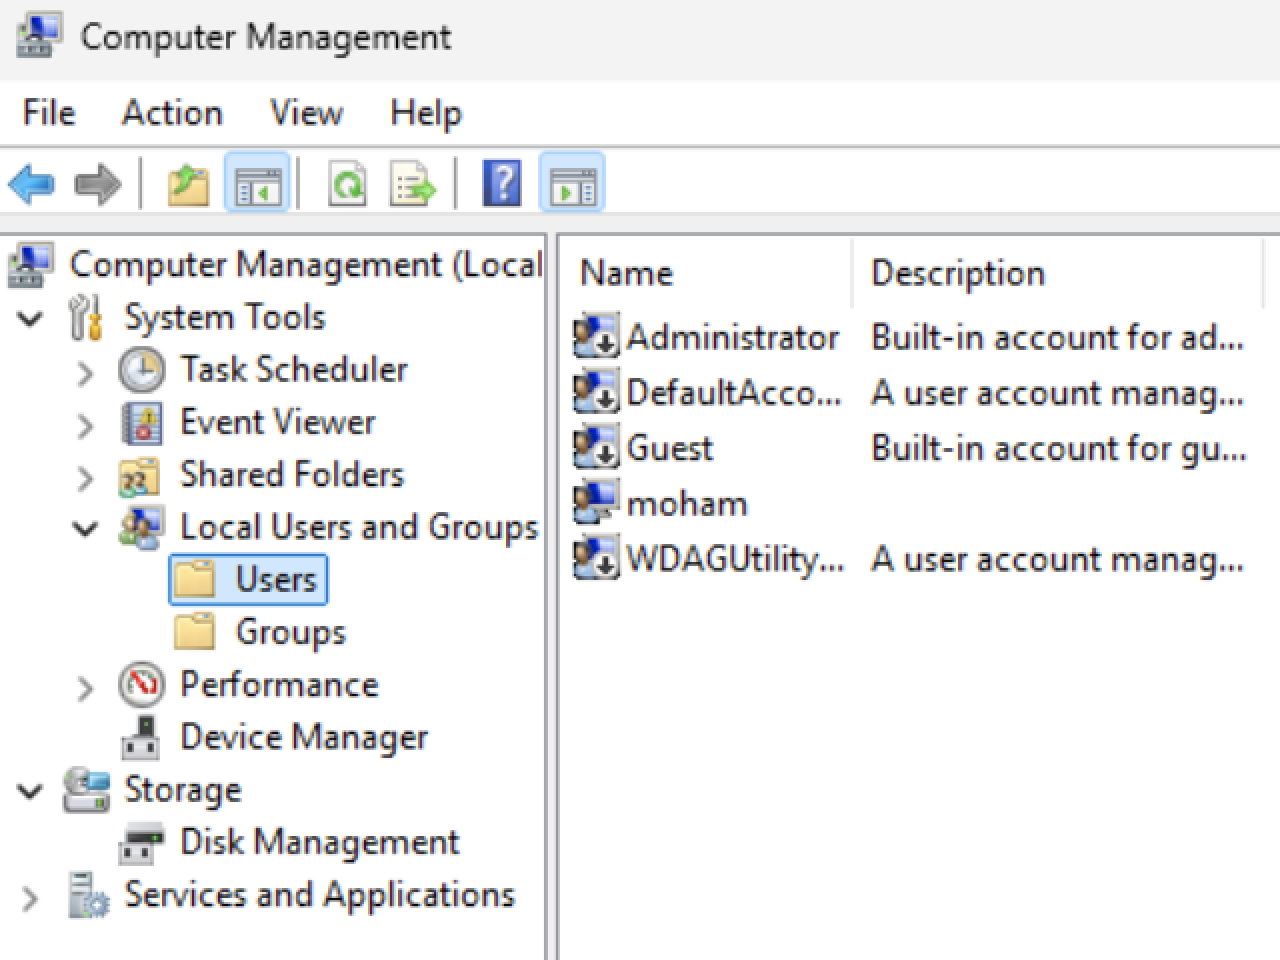 Computer Management
File Action View Help
Computer Management (Local
System Tools
Task Scheduler
Event Viewer
Shared Folders
Local Users and Groups
Users
Groups
Performance
Device Manager
Storage
Disk Management
Services and Applications
Name Description
Administrator Built-in account for ad...
DefaultAcco... A user account manag...
Guest Built-in account for gu...
moham
WDAGUtility... A user account manag...